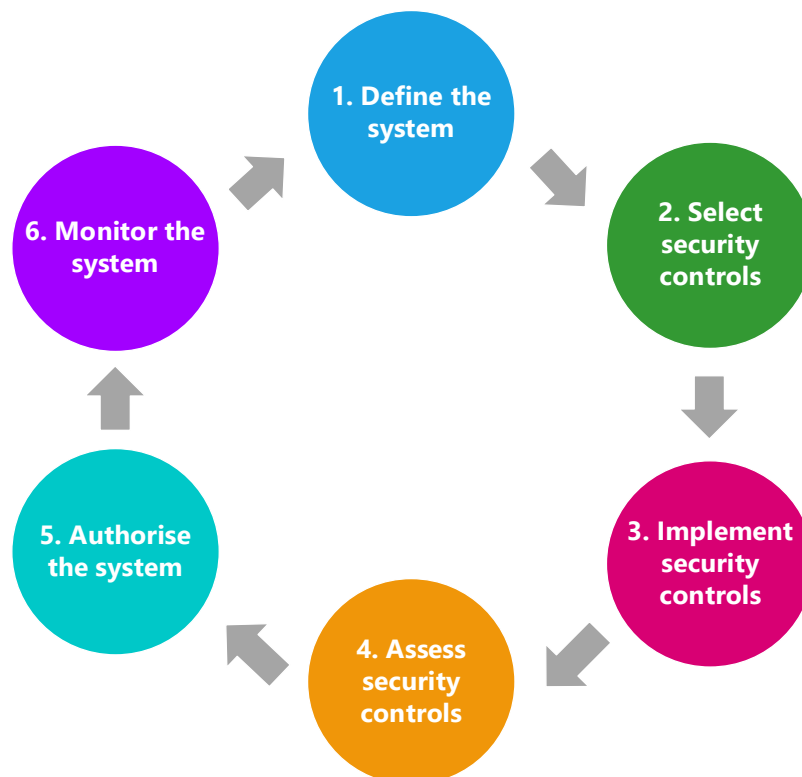 1. Define the
system
2. Select
security
controls
3. Implement
security
controls
4. Assess
security
controls
5. Authorise
the system
6. Monitor the
system